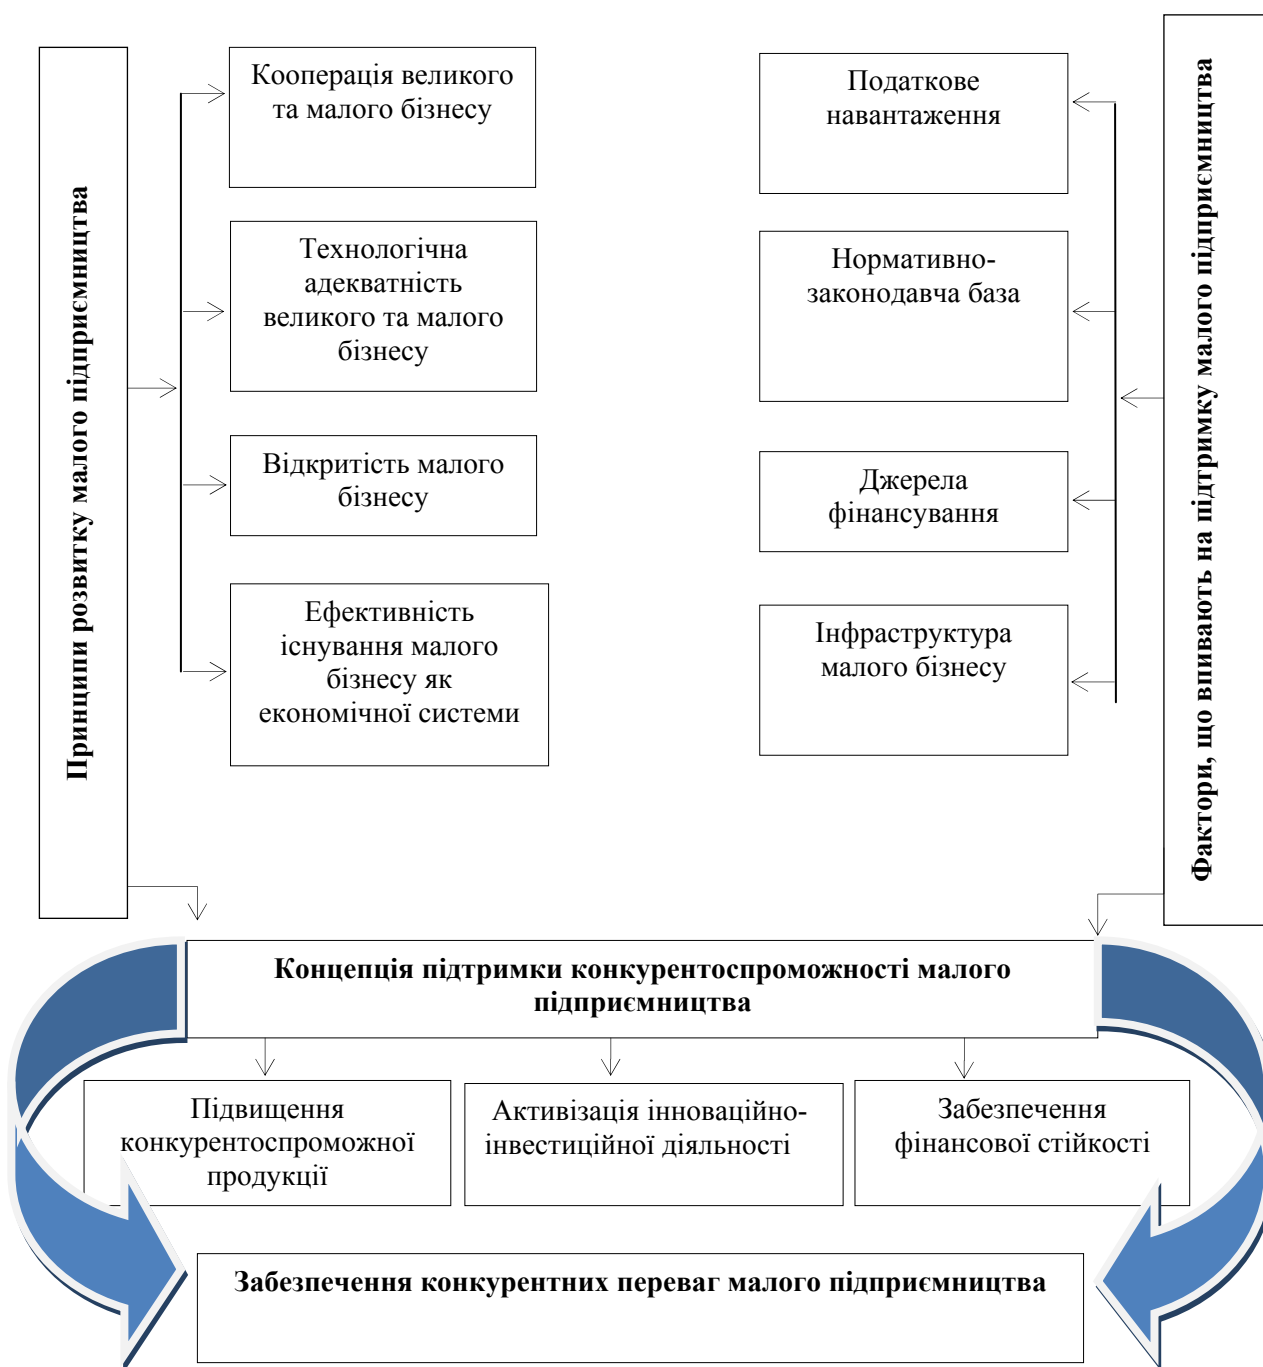 Принципи розвитку малого підприємництва
Кооперація великого
та малого бізнесу
Технологічна
адекватність
великого та малого
бізнесу
Відкритість малого
бізнесу
Ефективність
існування малого
бізнесу як
економічної системи
Податкове
навантаження
Нормативно-
законодавча база
Джерела
фінансування
Інфраструктура
малого бізнесу
Фактори, що впивають на підтримку малого підприємництва
Концепція підтримки конкурентоспроможності малого
підприємництва
Підвищення
конкурентоспроможної
продукції
Активізація інноваційно-
інвестиційної діяльності
Забезпечення
фінансової стійкості
Забезпечення конкурентних переваг малого підприємництва